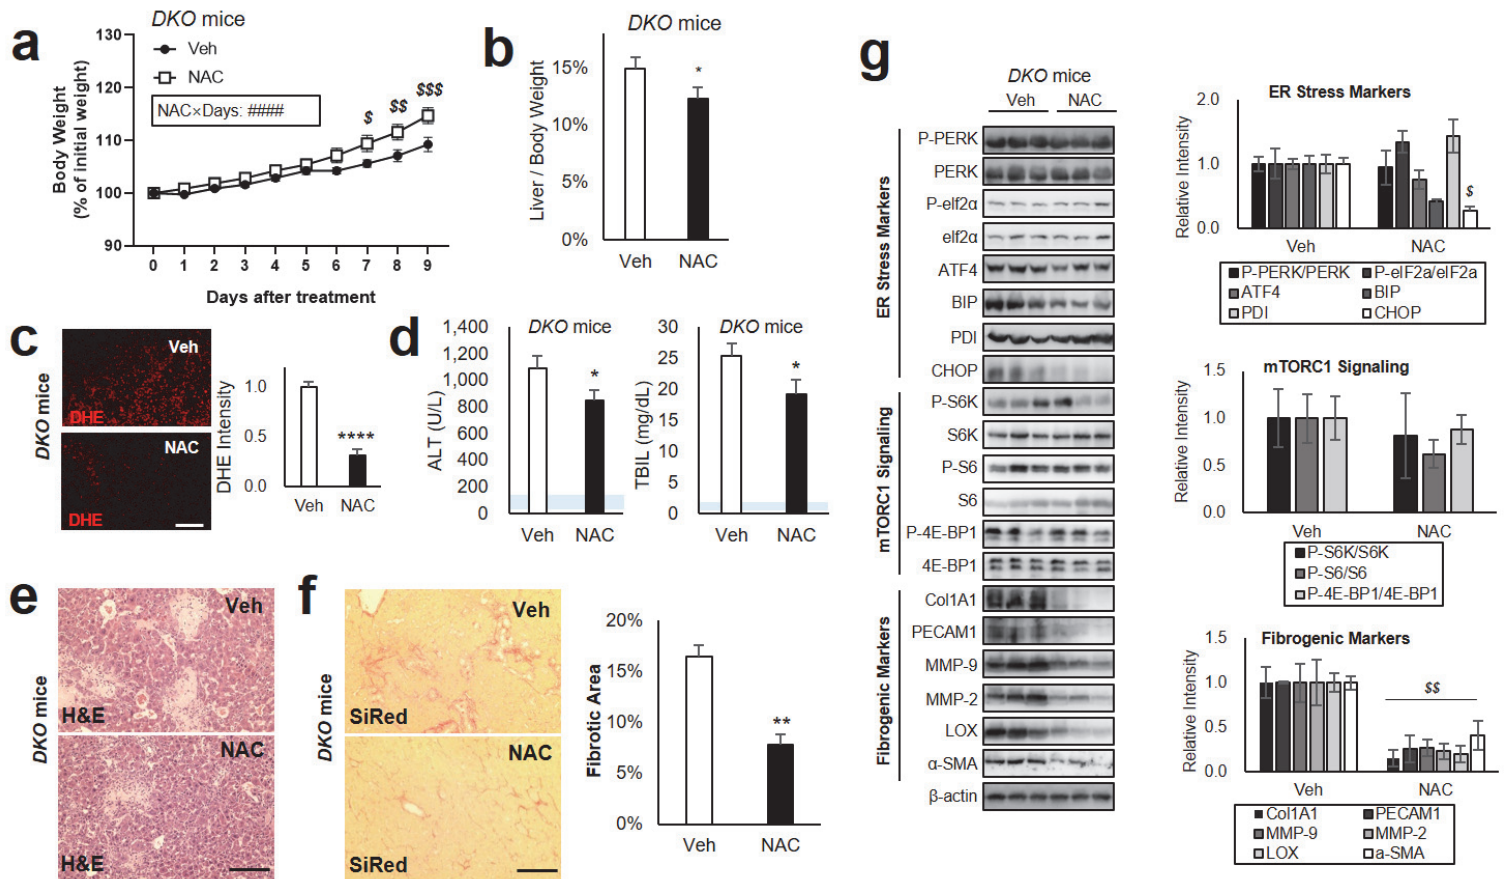 a
DKO mice
Veh
NAC
NAC×Days: ####
$
$$
$$$
Body Weight
(% of initial weight)
130
120
110
100
90
0 1 2 3 4 5 6 7 8 9
Days after treatment
b
DKO mice
Liver / Body Weight
15%
10%
5%
0%
*
Veh NAC
c
DKO mice
Veh
DHE
NAC
DHE
DHE Intensity
1.0
0.5
0.0
****
Veh NAC
d
DKO mice
ALT (U/L)
1,400
1,200
1,000
800
600
400
200
0
*
Veh NAC
DKO mice
TBIL (mg/dL)
30
25
20
15
10
5
0
*
Veh NAC
e
DKO mice
Veh
H&E
NAC
H&E
f
DKO mice
Veh
SiRed
NAC
SiRed
Fibrotic Area
20%
15%
10%
5%
0%
**
Veh NAC
g
DKO mice
Veh NAC
ER Stress Markers
P-PERK
PERK
P-elf2α
elf2α
ATF4
BIP
PDI
CHOP
mTORC1 Signaling
P-S6K
S6K
P-S6
S6
P-4E-BP1
4E-BP1
Fibrogenic Markers
Col1A1
PECAM1
MMP-9
MMP-2
LOX
α-SMA
β-actin
ER Stress Markers
Relative Intensity
2.0
1.0
0.0
$
Veh NAC
P-PERK/PERK P-eIF2a/eIF2a
ATF4 BIP
PDI CHOP
mTORC1 Signaling
Relative Intensity
1.5
1.0
0.5
0.0
Veh NAC
P-S6K/S6K
P-S6/S6
P-4E-BP1/4E-BP1
Fibrogenic Markers
Relative Intensity
1.5
1.0
0.5
0.0
$$
Veh NAC
Col1A1 PECAM1
MMP-9 MMP-2
LOX a-SMA